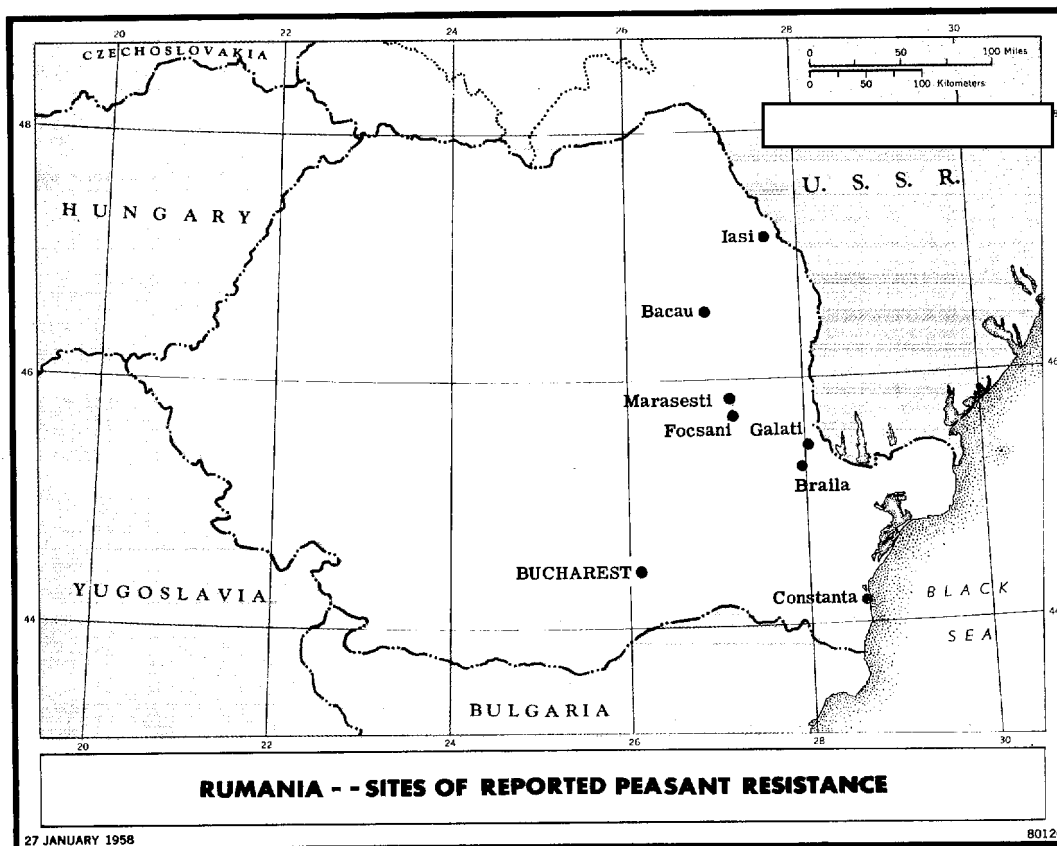 20 22 24 26 28 30
CZECHOSLOVAKIA
0 50 100 Miles
0 50 100 Kilometers
48
U. S. S. R.
HUNGARY
Iasi
Bacau
46 46
Marasesti
Focsani Galati
Braila
BUCHAREST
Constanta
YUGOSLAVIA
BLACK
SEA
44 44
BULGARIA
20 22 24 26 28 30
RUMANIA - - SITES OF REPORTED PEASANT RESISTANCE
27 JANUARY 1958